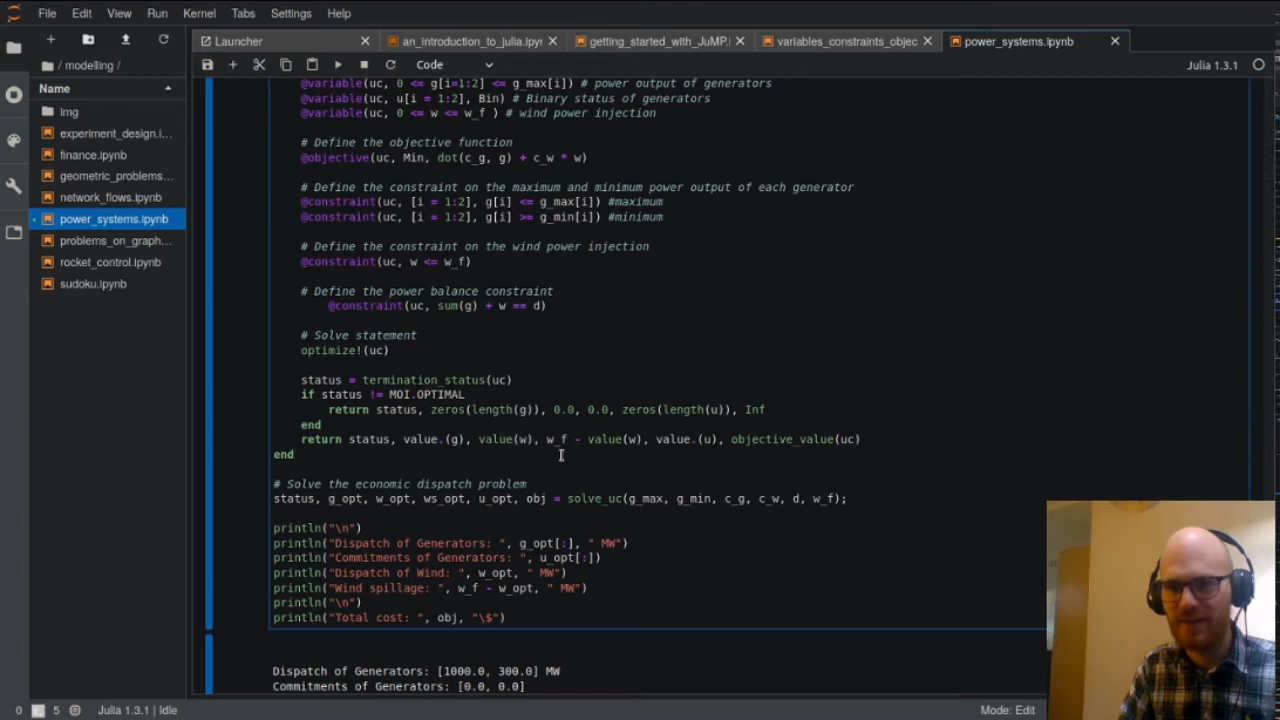 File Edit View Run Kernel Tabs Settings Help
Launcher an_introduction_to_julia.ipyr getting_started_with_JuMP.i variables_constraints_objec power_systems.ipynb
Code Julia 1.3.1
/ modelling /
Name
Img
experiment_design.i...
finance.ipynb
geometric_problems...
network_flows.ipynb
power_systems.ipynb
problems_on_graph...
rocket_control.ipynb
sudoku.ipynb
@variable(uc, 0 <= g[i=1:2] <= g_max[i]) # power output of generators
@variable(uc, u[i = 1:2], Bin) # Binary status of generators
@variable(uc, 0 <= w <= w_f ) # wind power injection
# Define the objective function
@objective(uc, Min, dot(c_g, g) + c_w * w)
# Define the constraint on the maximum and minimum power output of each generator
@constraint(uc, [i = 1:2], g[i] <= g_max[i]) #maximum
@constraint(uc, [i = 1:2], g[i] >= g_min[i]) #minimum
# Define the constraint on the wind power injection
@constraint(uc, w <= w_f)
# Define the power balance constraint
@constraint(uc, sum(g) + w == d)
# Solve statement
optimize!(uc)
status = termination_status(uc)
if status != MOI.OPTIMAL
return status, zeros(length(g)), 0.0, 0.0, zeros(length(u)), Inf
end
return status, value.(g), value(w), w_f - value(w), value.(u), objective_value(uc)
end
# Solve the economic dispatch problem
status, g_opt, w_opt, ws_opt, u_opt, obj = solve_uc(g_max, g_min, c_g, c_w, d, w_f);
println("\n")
println("Dispatch of Generators: ", g_opt[:], " MW")
println("Commitments of Generators: ", u_opt[:])
println("Dispatch of Wind: ", w_opt, " MW")
println("Wind spillage: ", w_f - w_opt, " MW")
println("\n")
println("Total cost: ", obj, "\$")
Dispatch of Generators: [1000.0, 300.0] MW
Commitments of Generators: [0.0, 0.0]
0 5 Julia 1.3.1 | Idle Mode: Edit